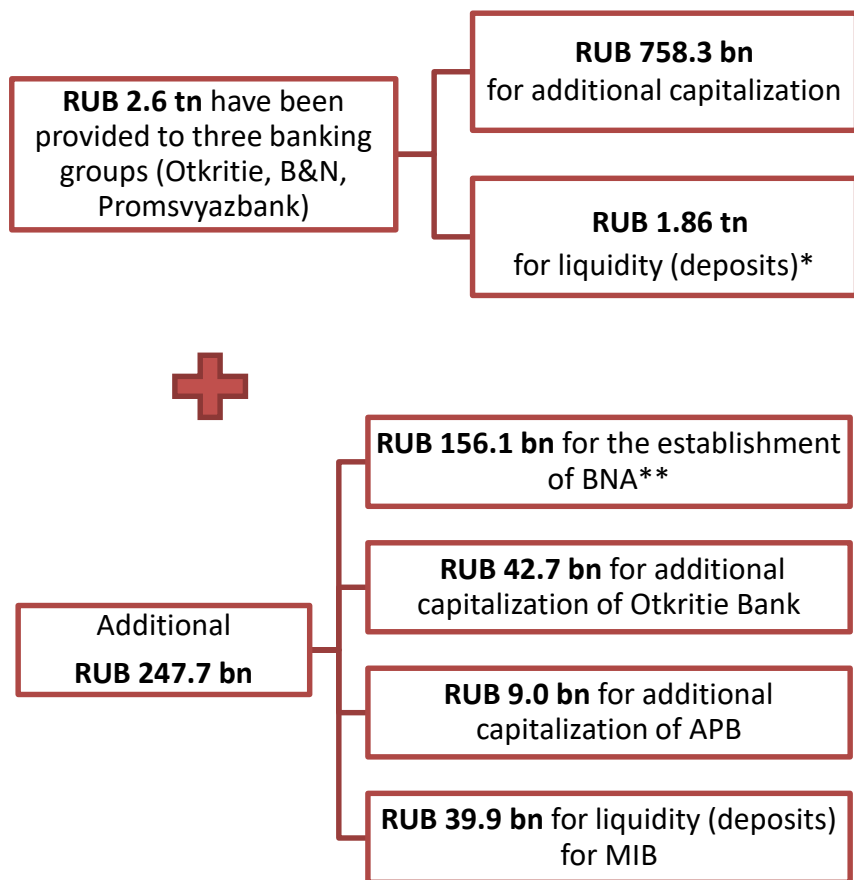 RUB 2.6 tn have been
provided to three banking
groups (Otkritie, B&N,
Promsvyazbank)
RUB 758.3 bn
for additional capitalization
RUB 1.86 tn
for liquidity (deposits)*
Additional
RUB 247.7 bn
RUB 156.1 bn for the establishment
of BNA**
RUB 42.7 bn for additional
capitalization of Otkritie Bank
RUB 9.0 bn for additional
capitalization of APB
RUB 39.9 bn for liquidity (deposits)
for MIB